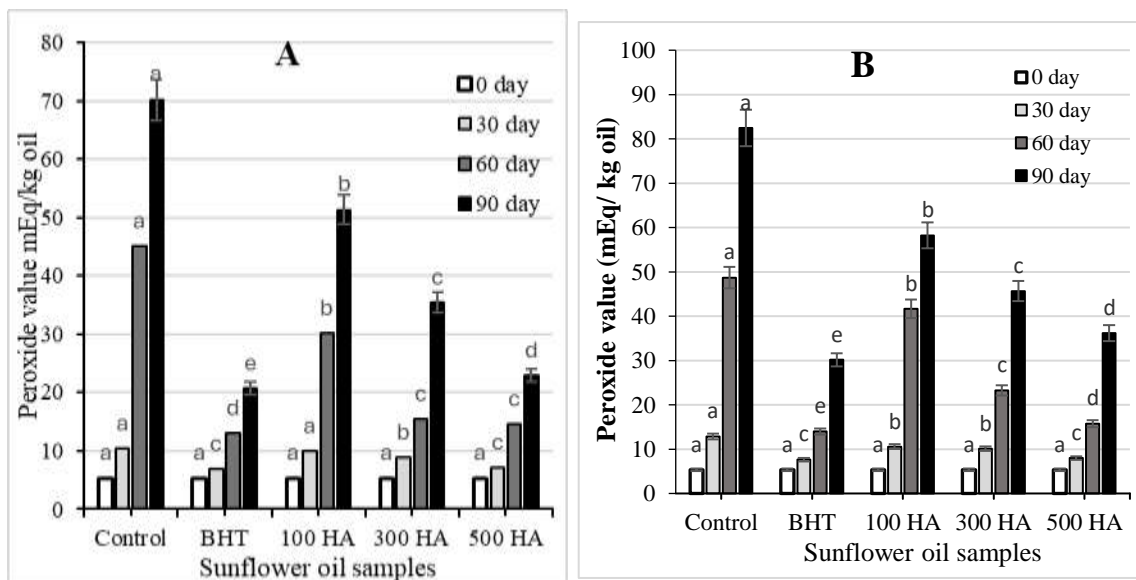 A
Peroxide value mEq/kg oil
80
70
60
50
40
30
20
10
0
0 day
30 day
60 day
90 day
a a a a
a c d e
a a b b
a b c c
a c c d
Control BHT 100 HA 300 HA 500 HA
Sunflower oil samples
B
Peroxide value (mEq/ kg oil)
100
90
80
70
60
50
40
30
20
10
0
0 day
30 day
60 day
90 day
a a a a
a c e e
a b b b
a b c c
a c d d
Control BHT 100 HA 300 HA 500 HA
Sunflower oil samples